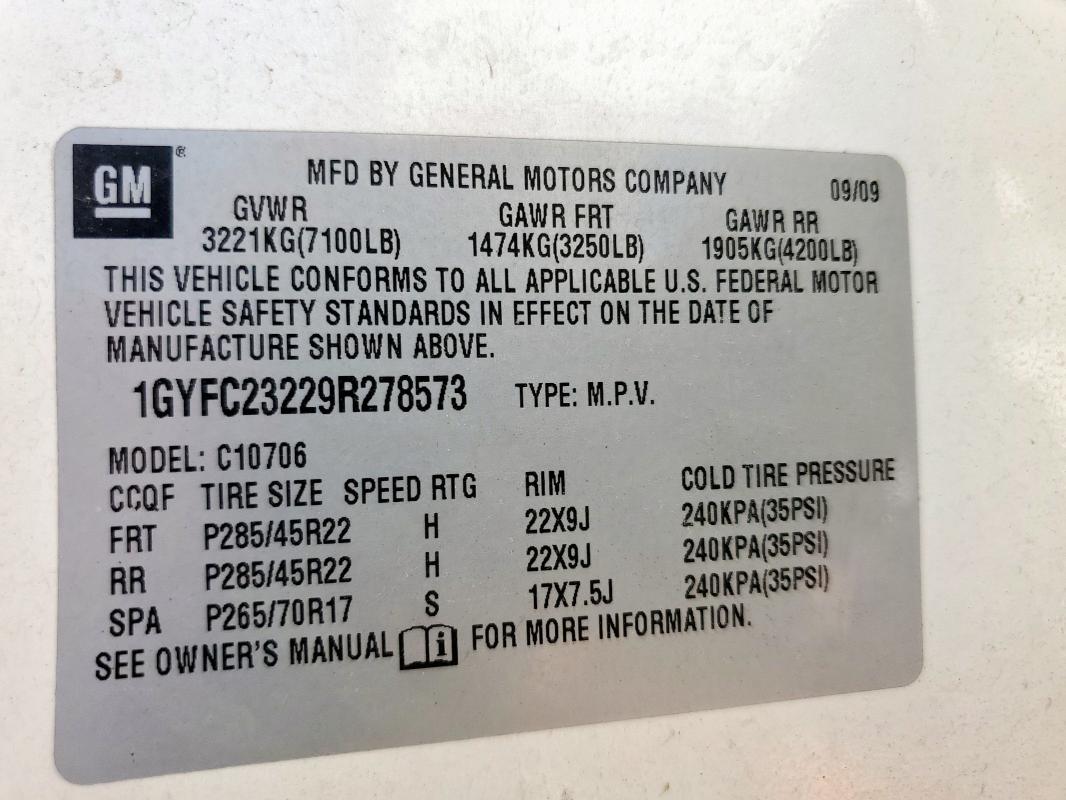 GM ®
MFD BY GENERAL MOTORS COMPANY 09/09
GVWR GAWR FRT GAWR RR
3221KG(7100LB) 1474KG(3250LB) 1905KG(4200LB)
THIS VEHICLE CONFORMS TO ALL APPLICABLE U.S. FEDERAL MOTOR
VEHICLE SAFETY STANDARDS IN EFFECT ON THE DATE OF
MANUFACTURE SHOWN ABOVE.
1GYFC23229R278573 TYPE: M.P.V.
MODEL: C10706
CCQF TIRE SIZE SPEED RTG RIM COLD TIRE PRESSURE
FRT P285/45R22 H 22X9J 240KPA(35PSI)
RR P285/45R22 H 22X9J 240KPA(35PSI)
SPA P265/70R17 S 17X7.5J 240KPA(35PSI)
SEE OWNER'S MANUAL i FOR MORE INFORMATION.